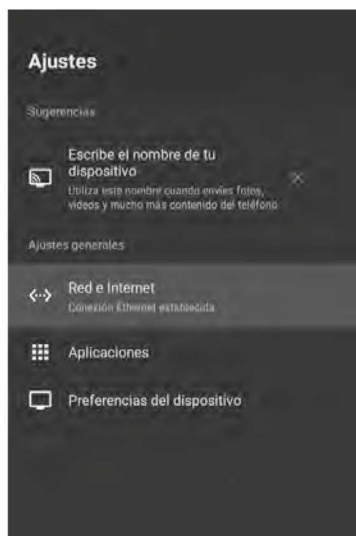 Ajustes
Sugerencias
Escribe el nombre de tu
dispositivo
Utiliza este nombre cuando envíes fotos,
vídeos y mucho más contenido del teléfono
Ajustes generales
Red e Internet
Conexión Ethernet establecida
Aplicaciones
Preferencias del dispositivo